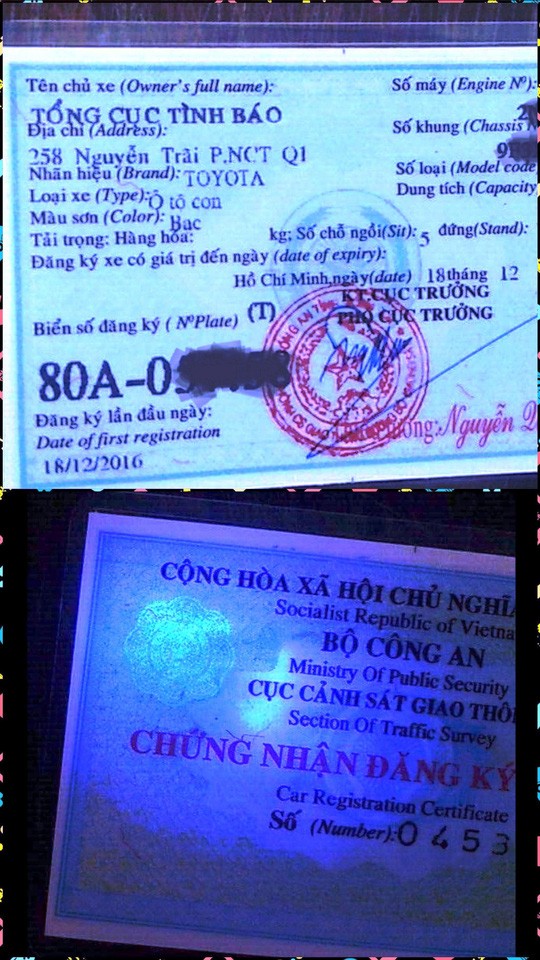 Tên chủ xe (Owner's full name):
TỔNG CỤC TÌNH BÁO
Địa chỉ (Address):
258 Nguyễn Trãi P.NCT Q1
Nhãn hiệu (Brand): TOYOTA
Loại xe (Type): Ô tô con
Màu sơn (Color): Bạc
Tải trọng: Hàng hóa: kg; Số chỗ ngồi(Sit): 5 đứng(Stand):
Đăng ký xe có giá trị đến ngày (date of expiry):
Số máy (Engine Nº):
Số khung (Chassis
Số loại (Model code
Dung tích (Capacity
Hồ Chí Minh,ngày(date) 18tháng 12
KT.CỤC TRƯỞNG
PHÓ CỤC TRƯỞNG
Biển số đăng ký ( NºPlate) (T)
80A-0
Đăng ký lần đầu ngày:
Date of first registration
18/12/2016
Nguyễn
CỘNG HÒA XÃ HỘI CHỦ NGHĨA
Socialist Republic of Vietna
BỘ CÔNG AN
Ministry Of Public Security
CỤC CẢNH SÁT GIAO THÔ
Section Of Traffic Survey
CHỨNG NHẬN ĐĂNG KÝ
Car Registration Certificate
Số (Number):0453